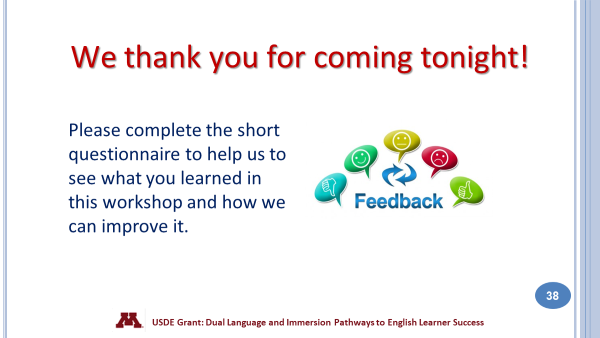 We thank you for coming tonight!
Please complete the short
questionnaire to help us to
see what you learned in
this workshop and how we
can improve it.
Feedback
38
M
USDE Grant: Dual Language and Immersion Pathways to English Learner Success